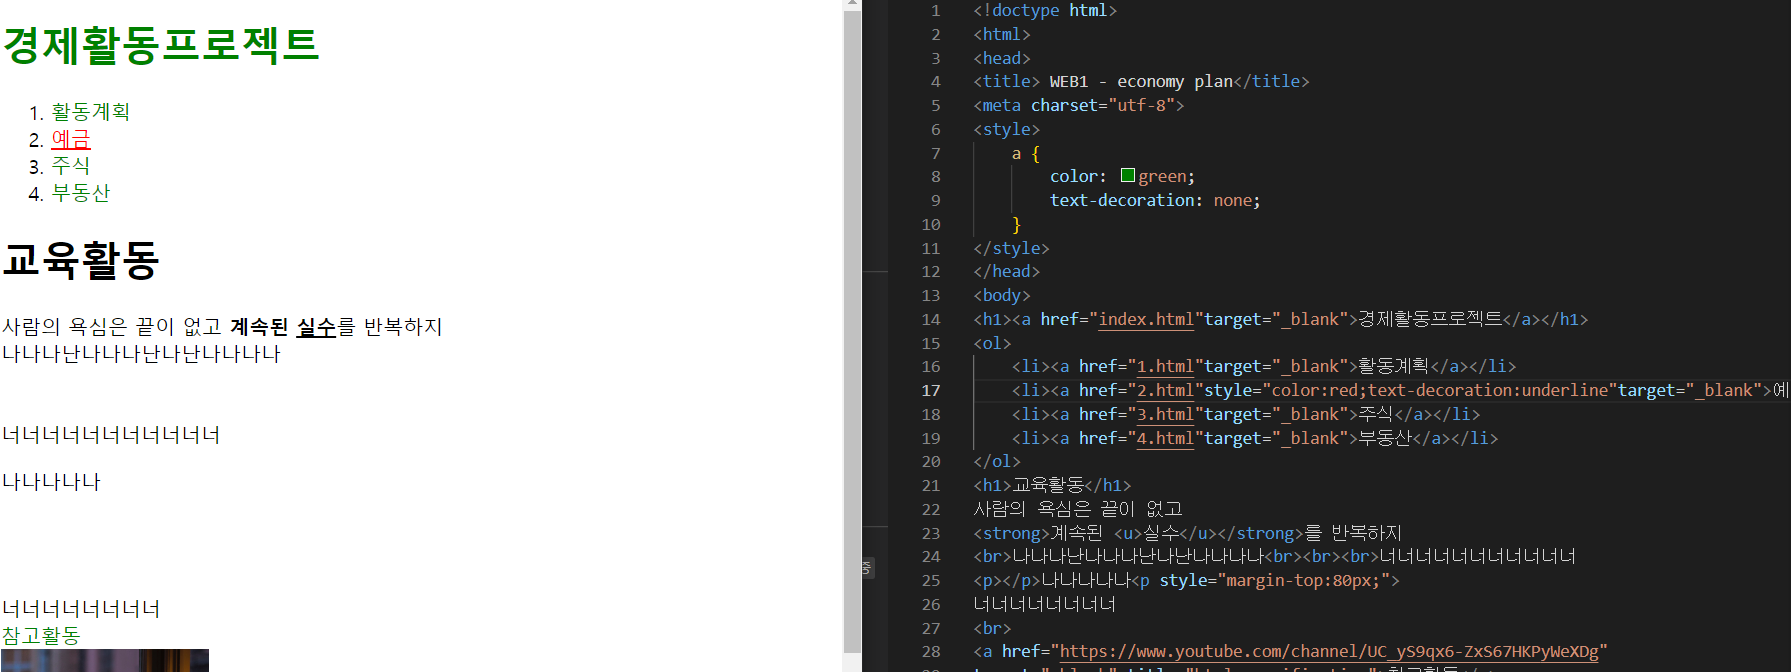 경제활동프로젝트
1. 활동계획
2. 예금
3. 주식
4. 부동산
교육활동
사람의 욕심은 끝이 없고 계속된 실수를 반복하지
나나나난나나나난나난나나나나
너너너너너너너너너너너
나나나나나
너너너너너너너너
참고활동
중
1 <!doctype html>
2 <html>
3 <head>
4 <title> WEB1 - economy plan</title>
5 <meta charset="utf-8">
6 <style>
7 a {
8 color: green;
9 text-decoration: none;
10 }
11 </style>
12 </head>
13 <body>
14 <h1><a href="index.html"target="_blank">경제활동프로젝트</a></h1>
15 <ol>
16 <li><a href="1.html"target="_blank">활동계획</a></li>
17 <li><a href="2.html"style="color:red;text-decoration:underline"target="_blank">예
18 <li><a href="3.html"target="_blank">주식</a></li>
19 <li><a href="4.html"target="_blank">부동산</a></li>
20 </ol>
21 <h1>교육활동</h1>
22 사람의 욕심은 끝이 없고
23 <strong>계속된 <u>실수</u></strong>를 반복하지
24 <br>나나나난나나나난나난나나나나<br><br><br>너너너너너너너너너너너
25 <p></p>나나나나나<p style="margin-top:80px;">
26 너너너너너너너너
27 <br>
28 <a href="https://www.youtube.com/channel/UC_yS9qx6-ZxS67HKPyWeXDg"